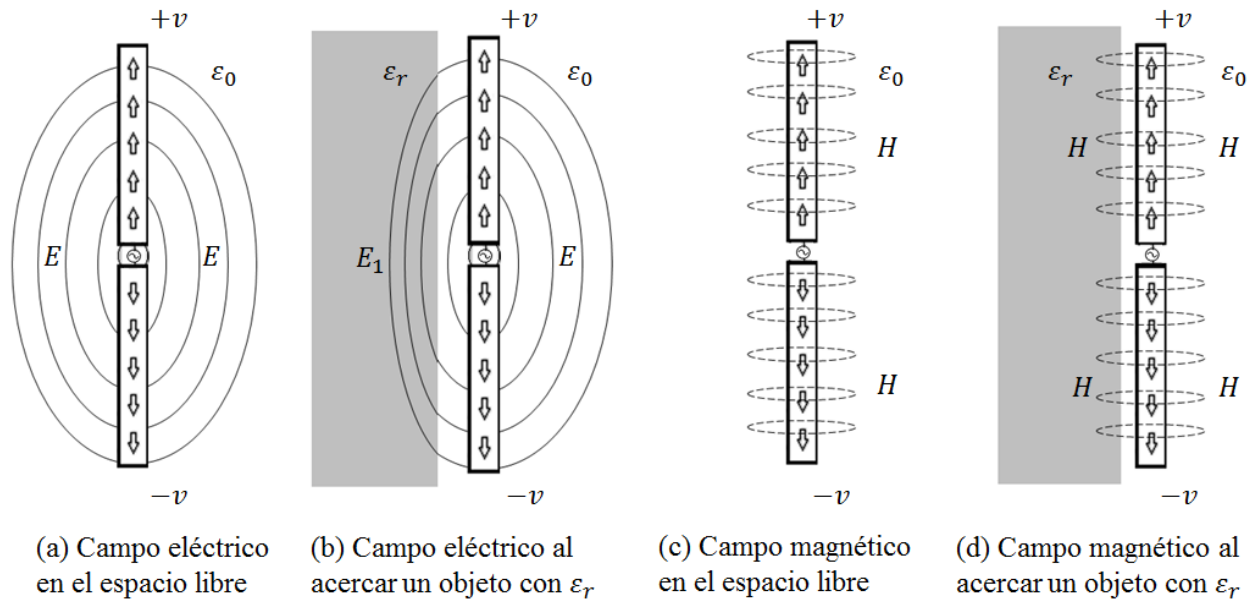 +v
+v
+v
+v
ε₀
εᵣ
ε₀
ε₀
εᵣ
ε₀
H
H
H
E
E
E₁
E
H
H
H
−v
−v
−v
−v
(a) Campo eléctrico
en el espacio libre
(b) Campo eléctrico al
acercar un objeto con εᵣ
(c) Campo magnético
en el espacio libre
(d) Campo magnético al
acercar un objeto con εᵣ